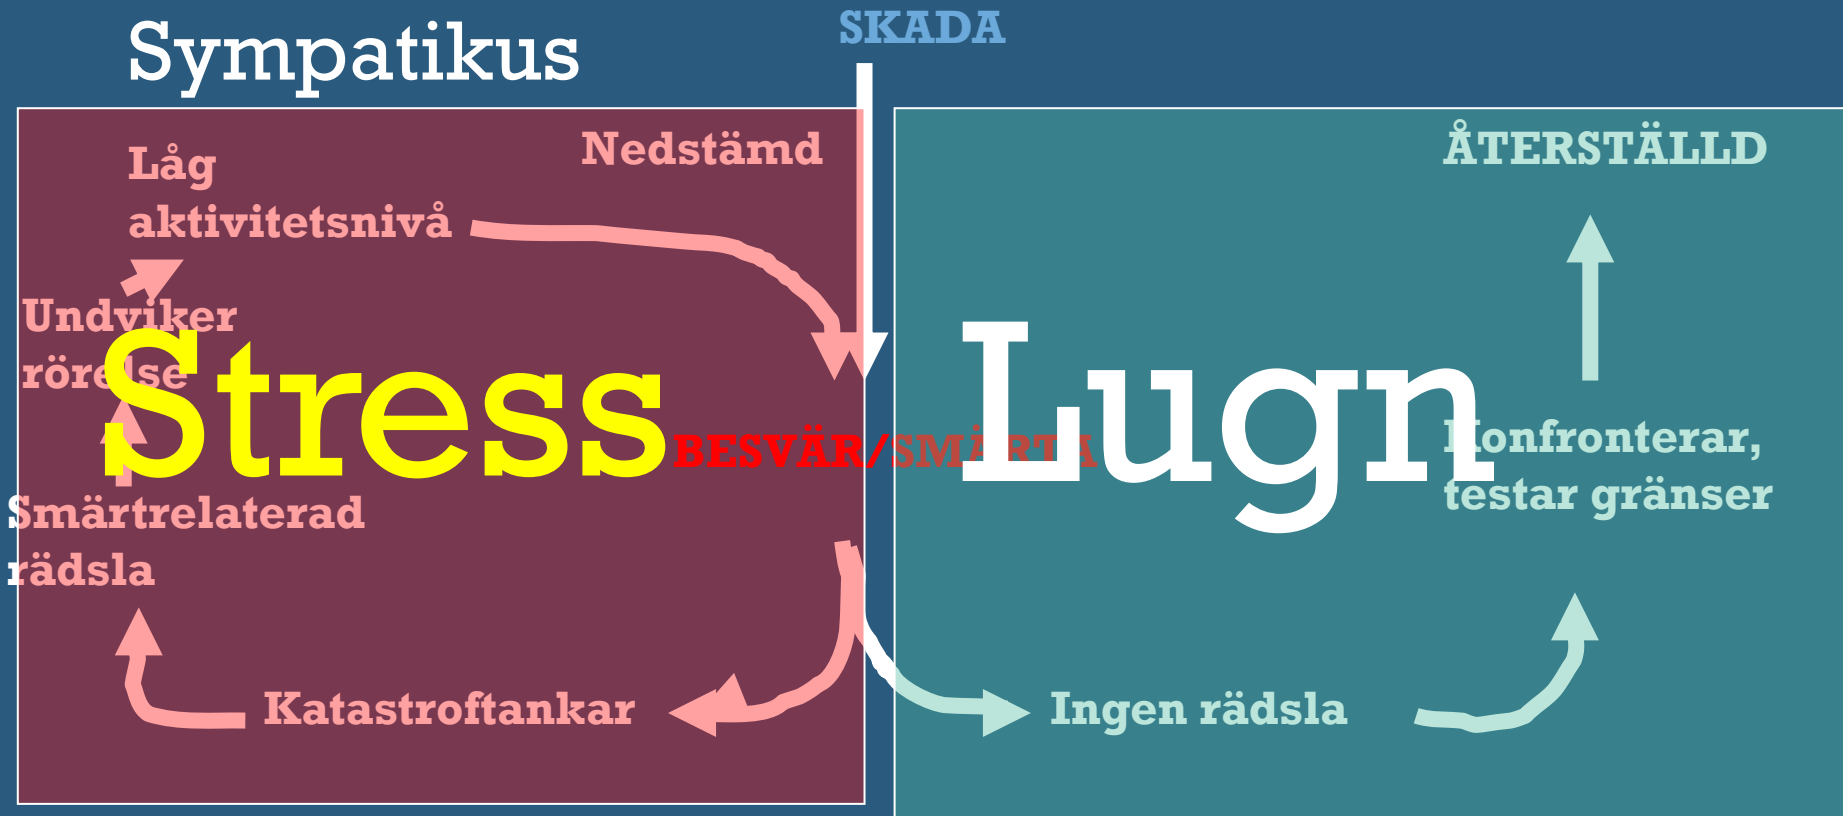 Sympatikus
SKADA
Låg
aktivitetsnivå
Nedstämd
ÅTERSTÄLLD
Undviker
rörelse
Stress
BESVÄR/SMÄRTA
Lugn
Konfronterar,
testar gränser
Smärtrelaterad
rädsla
Katastroftankar
Ingen rädsla